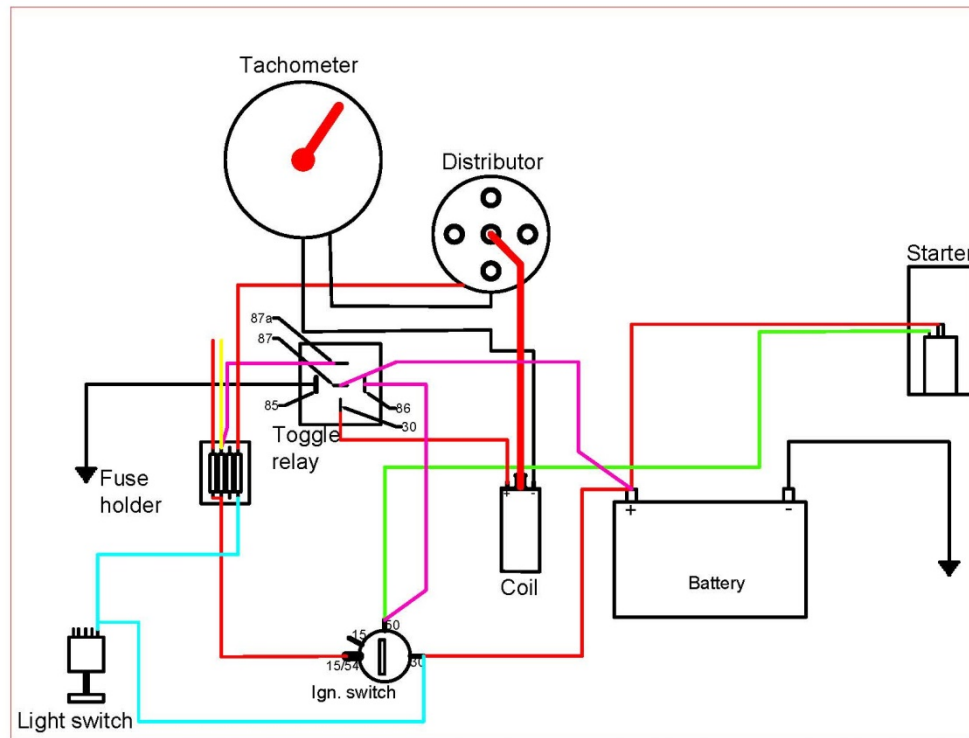 Tachometer
Distributor
Starter
87a
87
85
86
30
Toggle
relay
Fuse
holder
+
-
+
-
Coil
Battery
50
15
15/54
30
Ign. switch
Light switch